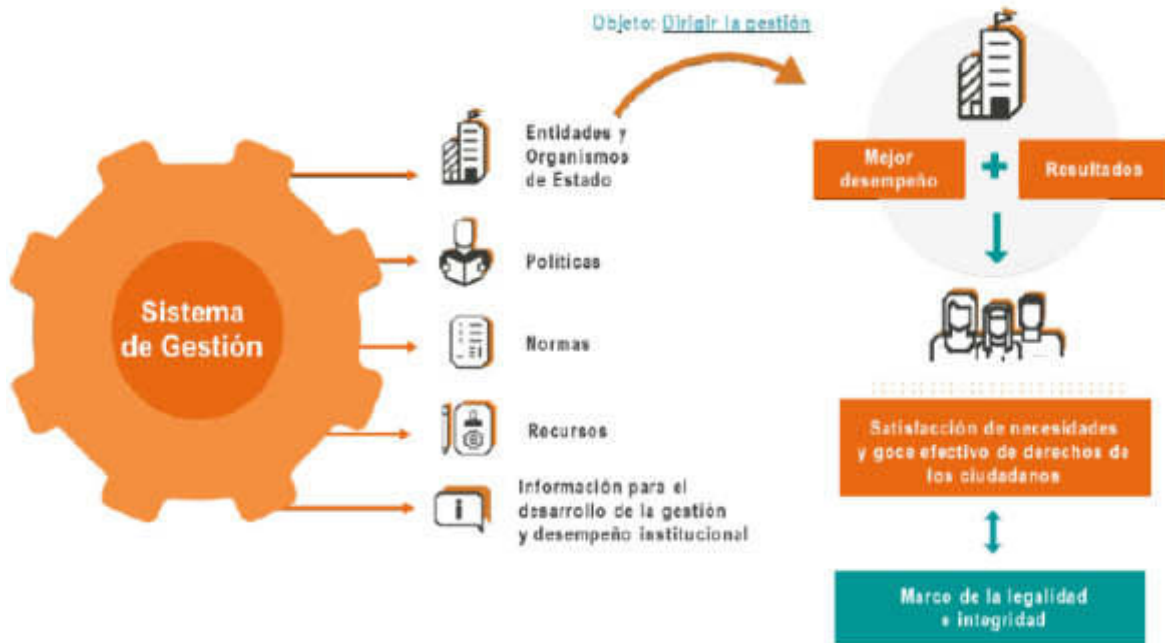 Objeto: Dirigir la gestión
Sistema
de Gestión
Entidades y
Organismos
de Estado
Políticas
Normas
Recursos
Información para el
desarrollo de la gestión
y desempeño institucional
Mejor
desempeño
+
Resultados
Satisfacción de necesidades
y goce efectivo de derechos de
los ciudadanos
Marco de la legalidad
e integridad